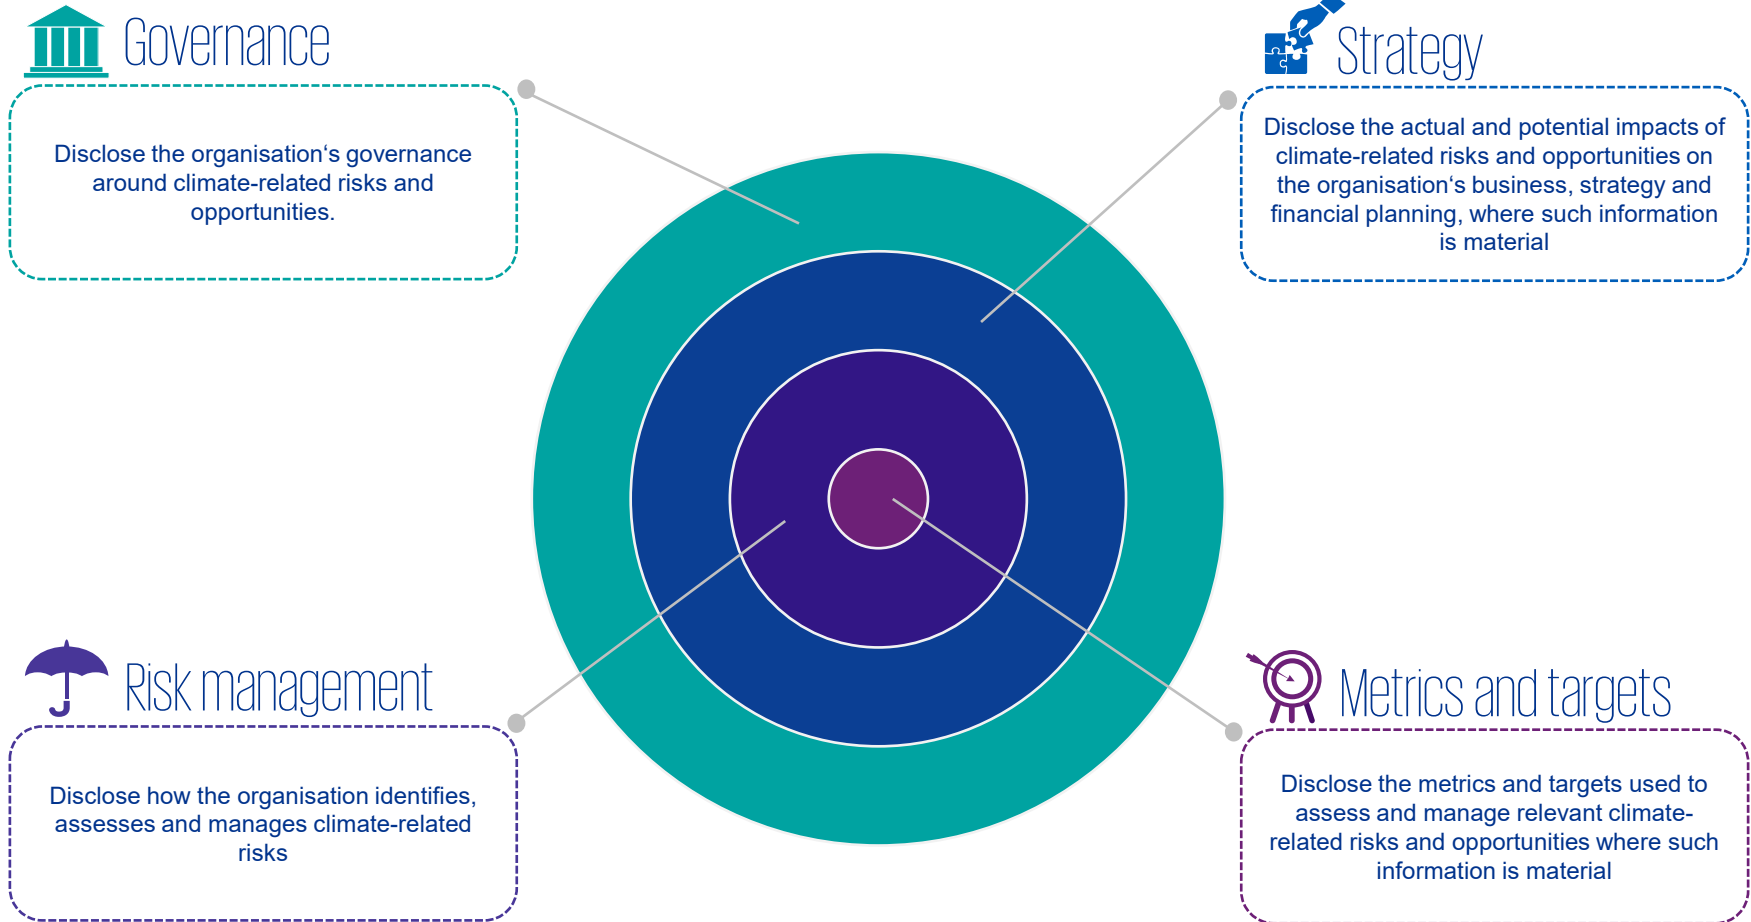 Governance
Disclose the organisation‘s governance
around climate-related risks and
opportunities.
Strategy
Disclose the actual and potential impacts of
climate-related risks and opportunities on
the organisation‘s business, strategy and
financial planning, where such information
is material
Risk management
Disclose how the organisation identifies,
assesses and manages climate-related
risks
Metrics and targets
Disclose the metrics and targets used to
assess and manage relevant climate-
related risks and opportunities where such
information is material